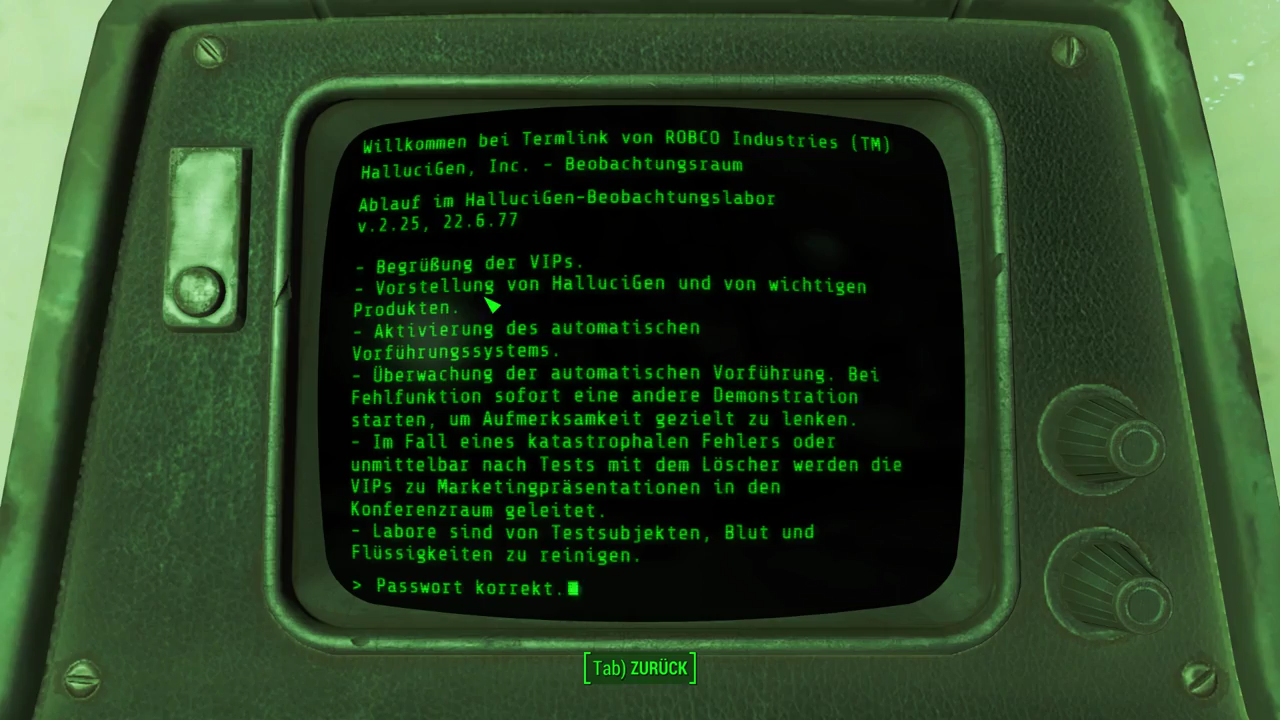 Willkommen bei Termlink von ROBCO Industries (TM)
HalluciGen, Inc. - Beobachtungsraum
Ablauf im HalluciGen-Beobachtungslabor
v.2.25, 22.6.77
- Begrüßung der VIPs.
- Vorstellung von HalluciGen und von wichtigen
Produkten.
- Aktivierung des automatischen
Vorführungssystems.
- Überwachung der automatischen Vorführung. Bei
Fehlfunktion sofort eine andere Demonstration
starten, um Aufmerksamkeit gezielt zu lenken.
- Im Fall eines katastrophalen Fehlers oder
unmittelbar nach Tests mit dem Löscher werden die
VIPs zu Marketingpräsentationen in den
Konferenzraum geleitet.
- Labore sind von Testsubjekten, Blut und
Flüssigkeiten zu reinigen.
> Passwort korrekt.
Tab) ZURÜCK